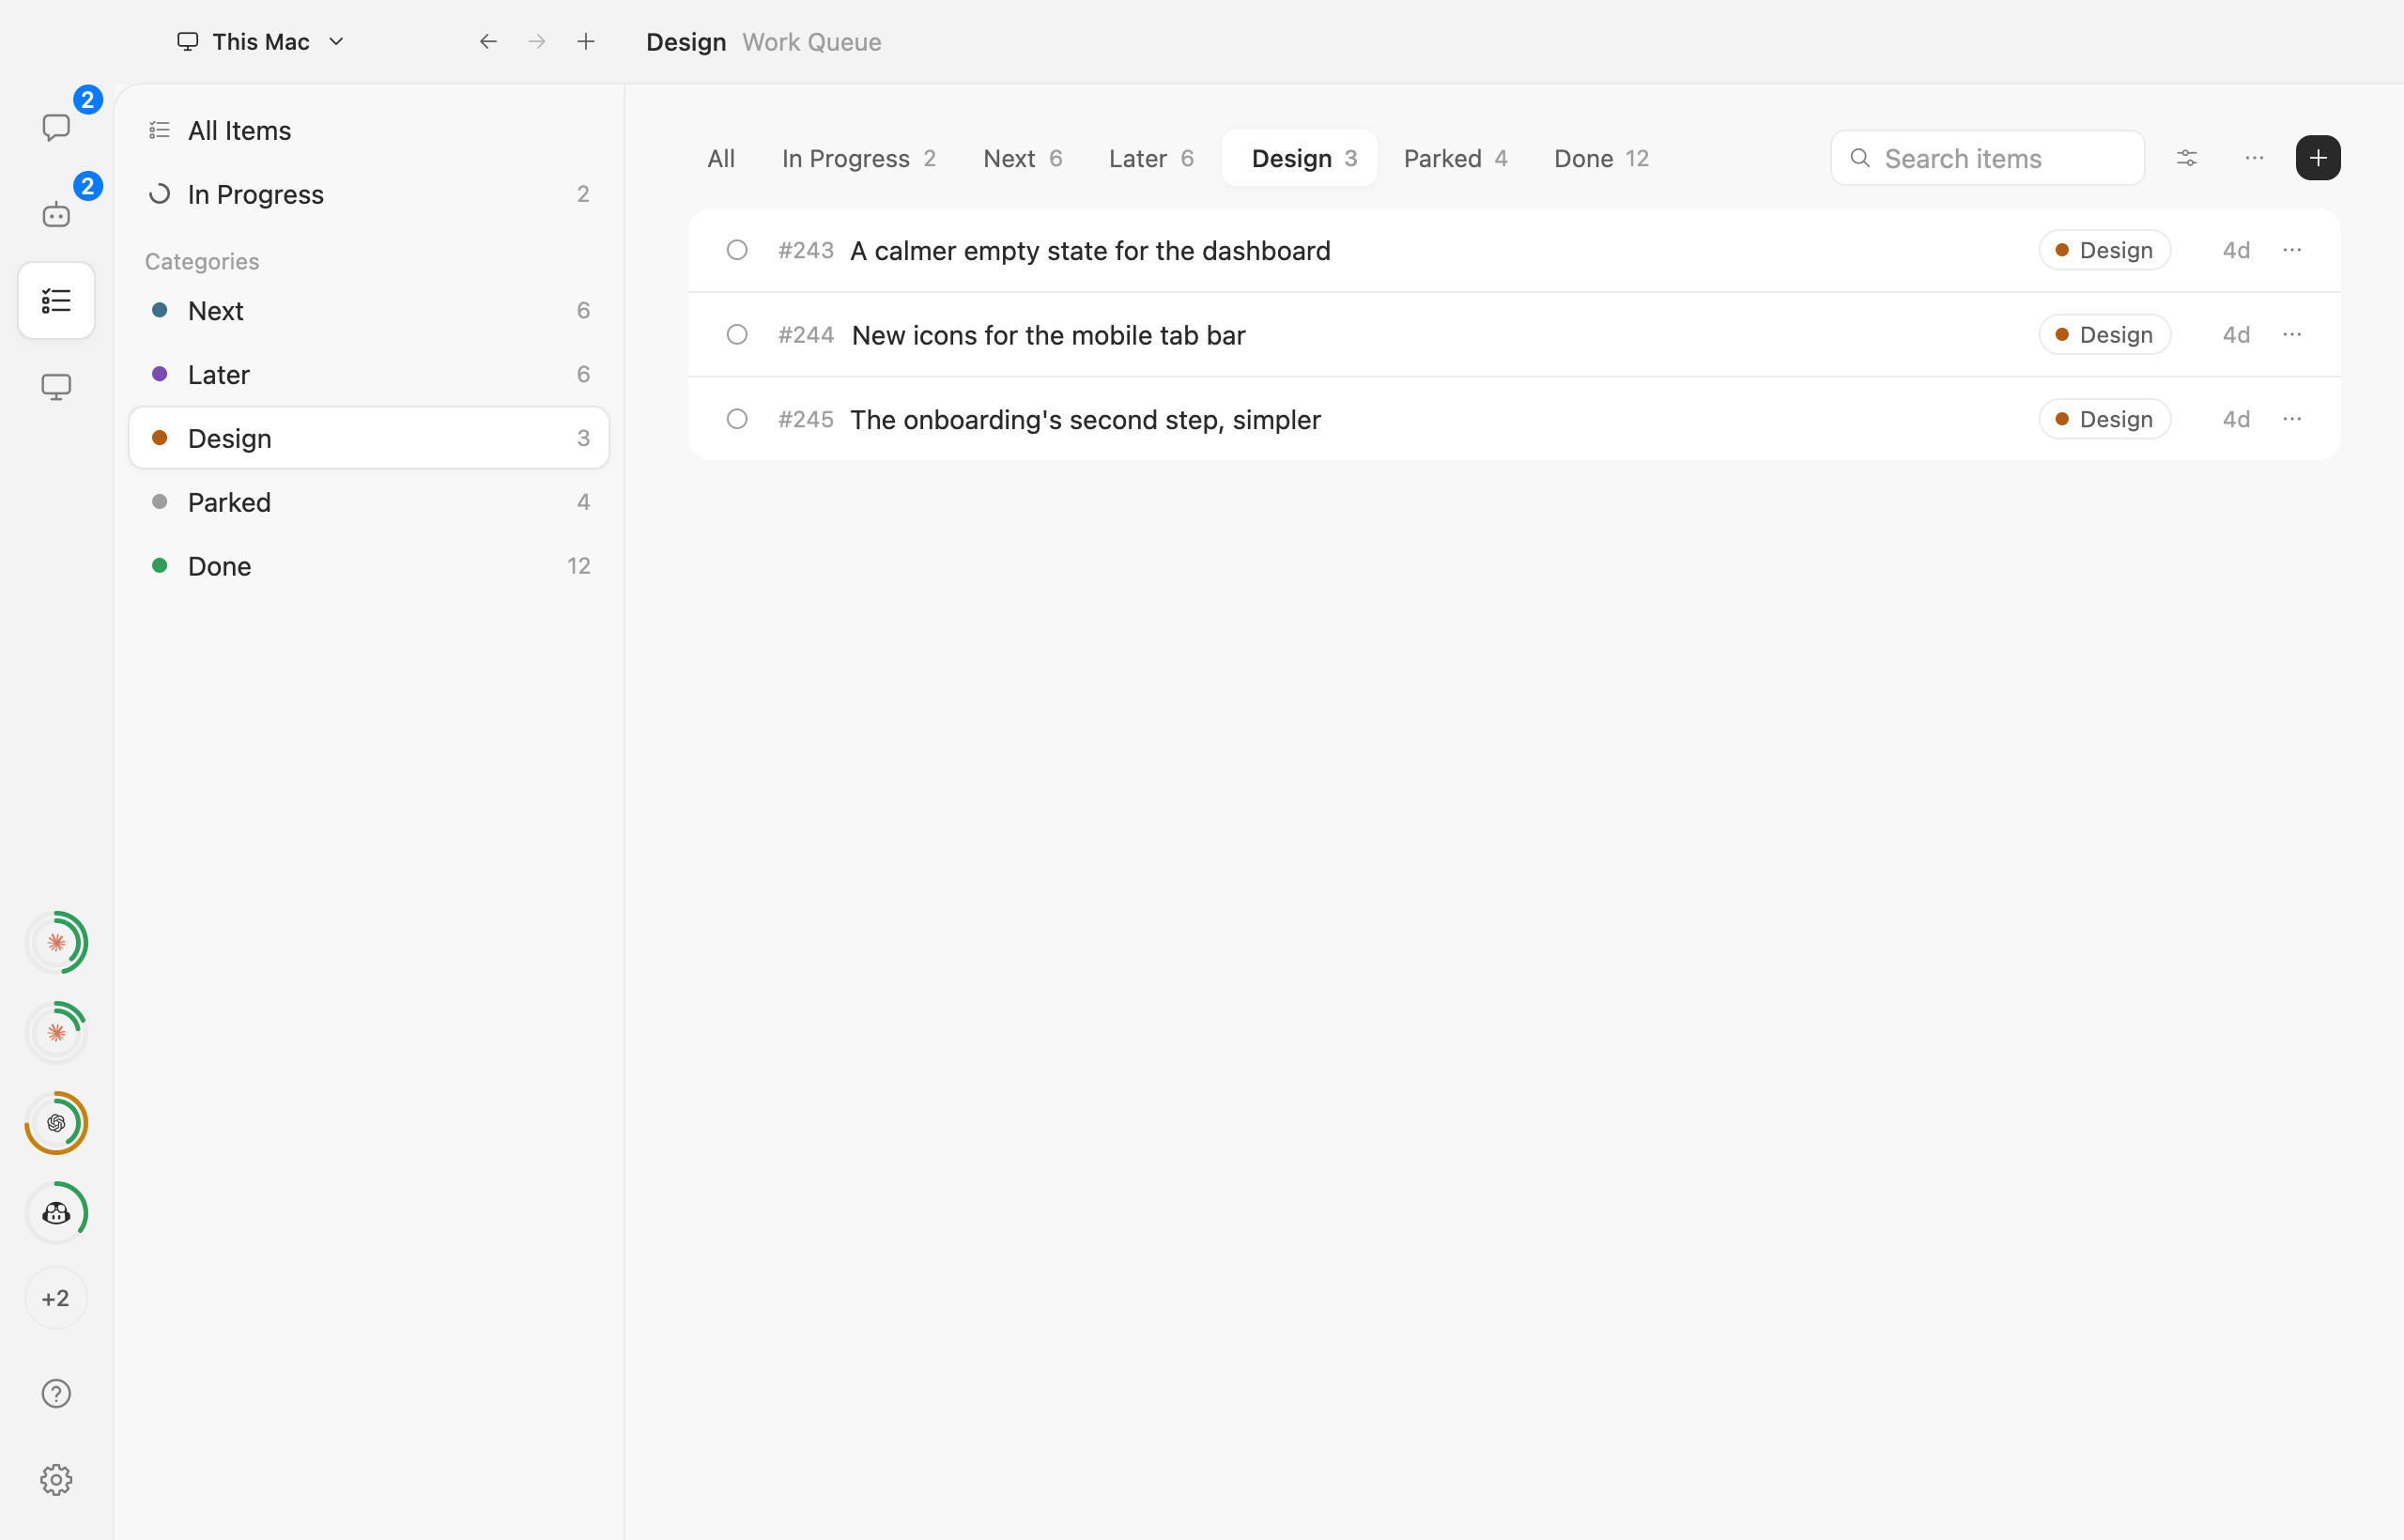 This Mac
Design Work Queue
2
2
All Items
In Progress 2
Categories
Next 6
Later 6
Design 3
Parked 4
Done 12
+2
All In Progress 2 Next 6 Later 6 Design 3 Parked 4 Done 12
Search items
#243 A calmer empty state for the dashboard Design 4d
#244 New icons for the mobile tab bar Design 4d
#245 The onboarding's second step, simpler Design 4d